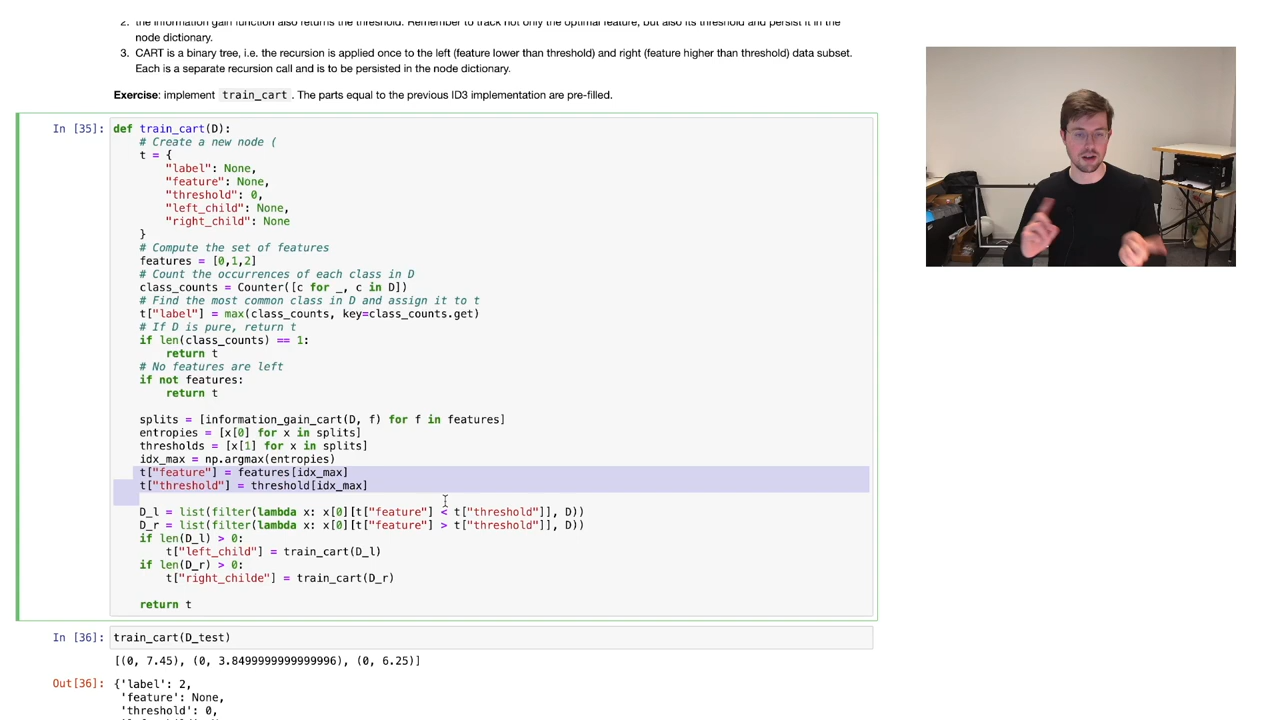 2. the information gain function also returns the threshold. Remember to track not only the optimal feature, but also its threshold and persist it in the
node dictionary.
3. CART is a binary tree, i.e. the recursion is applied once to the left (feature lower than threshold) and right (feature higher than threshold) data subset.
Each is a separate recursion call and is to be persisted in the node dictionary.
Exercise: implement train_cart. The parts equal to the previous ID3 implementation are pre-filled.
In [35]: def train_cart(D):
# Create a new node (
t = {
"label": None,
"feature": None,
"threshold": 0,
"left_child": None,
"right_child": None
}
# Compute the set of features
features = [0,1,2]
# Count the occurrences of each class in D
class_counts = Counter([c for _, c in D])
# Find the most common class in D and assign it to t
t["label"] = max(class_counts, key=class_counts.get)
# If D is pure, return t
if len(class_counts) == 1:
return t
# No features are left
if not features:
return t
splits = [information_gain_cart(D, f) for f in features]
entropies = [x[0] for x in splits]
thresholds = [x[1] for x in splits]
idx_max = np.argmax(entropies)
t["feature"] = features[idx_max]
t["threshold"] = threshold[idx_max]
D_l = list(filter(lambda x: x[0][t["feature"] < t["threshold"]], D))
D_r = list(filter(lambda x: x[0][t["feature"] > t["threshold"]], D))
if len(D_l) > 0:
t["left_child"] = train_cart(D_l)
if len(D_r) > 0:
t["right_childe"] = train_cart(D_r)
return t
In [36]: train_cart(D_test)
[(0, 7.45), (0, 3.8499999999999996), (0, 6.25)]
Out[36]: {'label': 2,
'feature': None,
'threshold': 0,